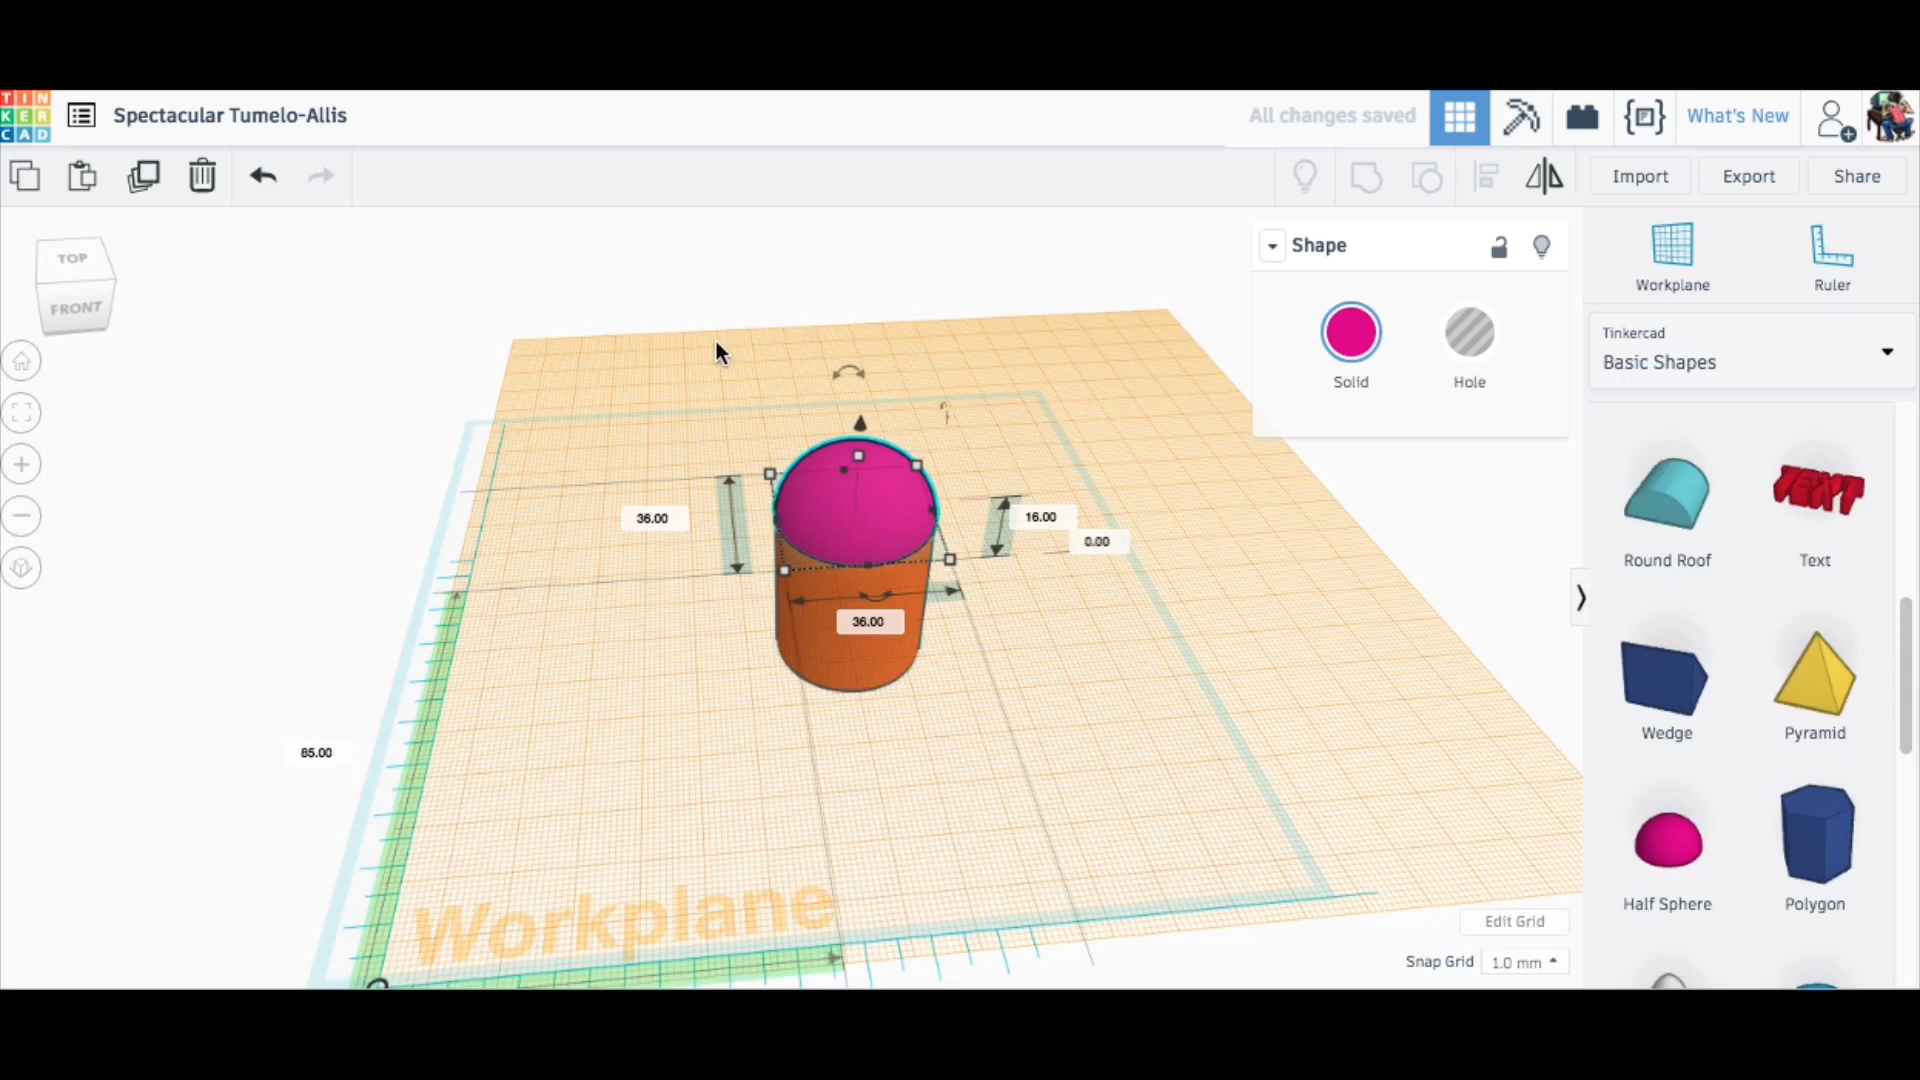 TIN
KER
CAD
Spectacular Tumelo-Allis
All changes saved
What's New
Import
Export
Share
TOP
FRONT
Shape
Solid
Hole
Workplane
Ruler
Tinkercad
Basic Shapes
Round Roof
TEXT
Text
Wedge
Pyramid
Half Sphere
Polygon
36.00
16.00
0.00
36.00
85.00
Workplane
Edit Grid
Snap Grid
1.0 mm